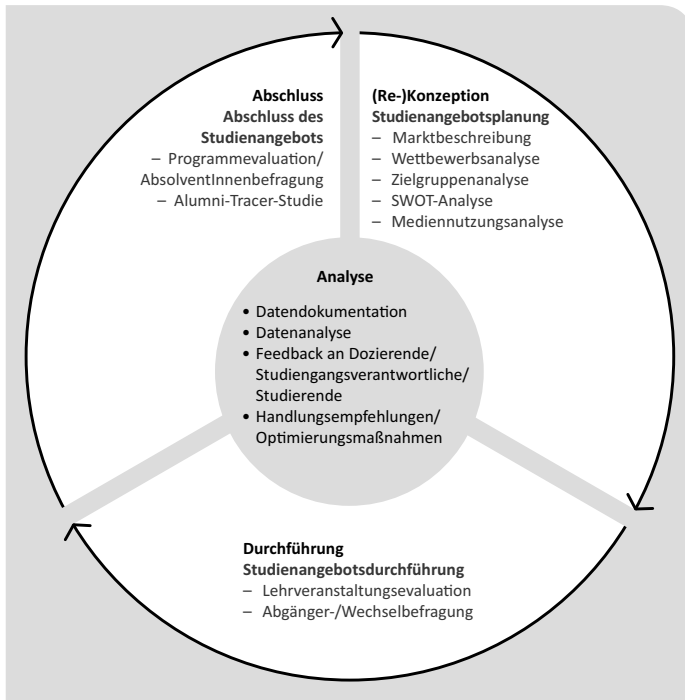 Abschluss
Abschluss des
Studienangebots
– Programmevaluation/
AbsolventInnenbefragung
– Alumni-Tracer-Studie
(Re-)Konzeption
Studienangebotsplanung
– Marktbeschreibung
– Wettbewerbsanalyse
– Zielgruppenanalyse
– SWOT-Analyse
– Mediennutzungsanalyse
Analyse
• Datendokumentation
• Datenanalyse
• Feedback an Dozierende/
Studiengangsverantwortliche/
Studierende
• Handlungsempfehlungen/
Optimierungsmaßnahmen
Durchführung
Studienangebotsdurchführung
– Lehrveranstaltungsevaluation
– Abgänger-/Wechselbefragung